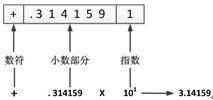 + .314159 1
数符 小数部分 指数
+ .314159 X 10¹ 3.14159